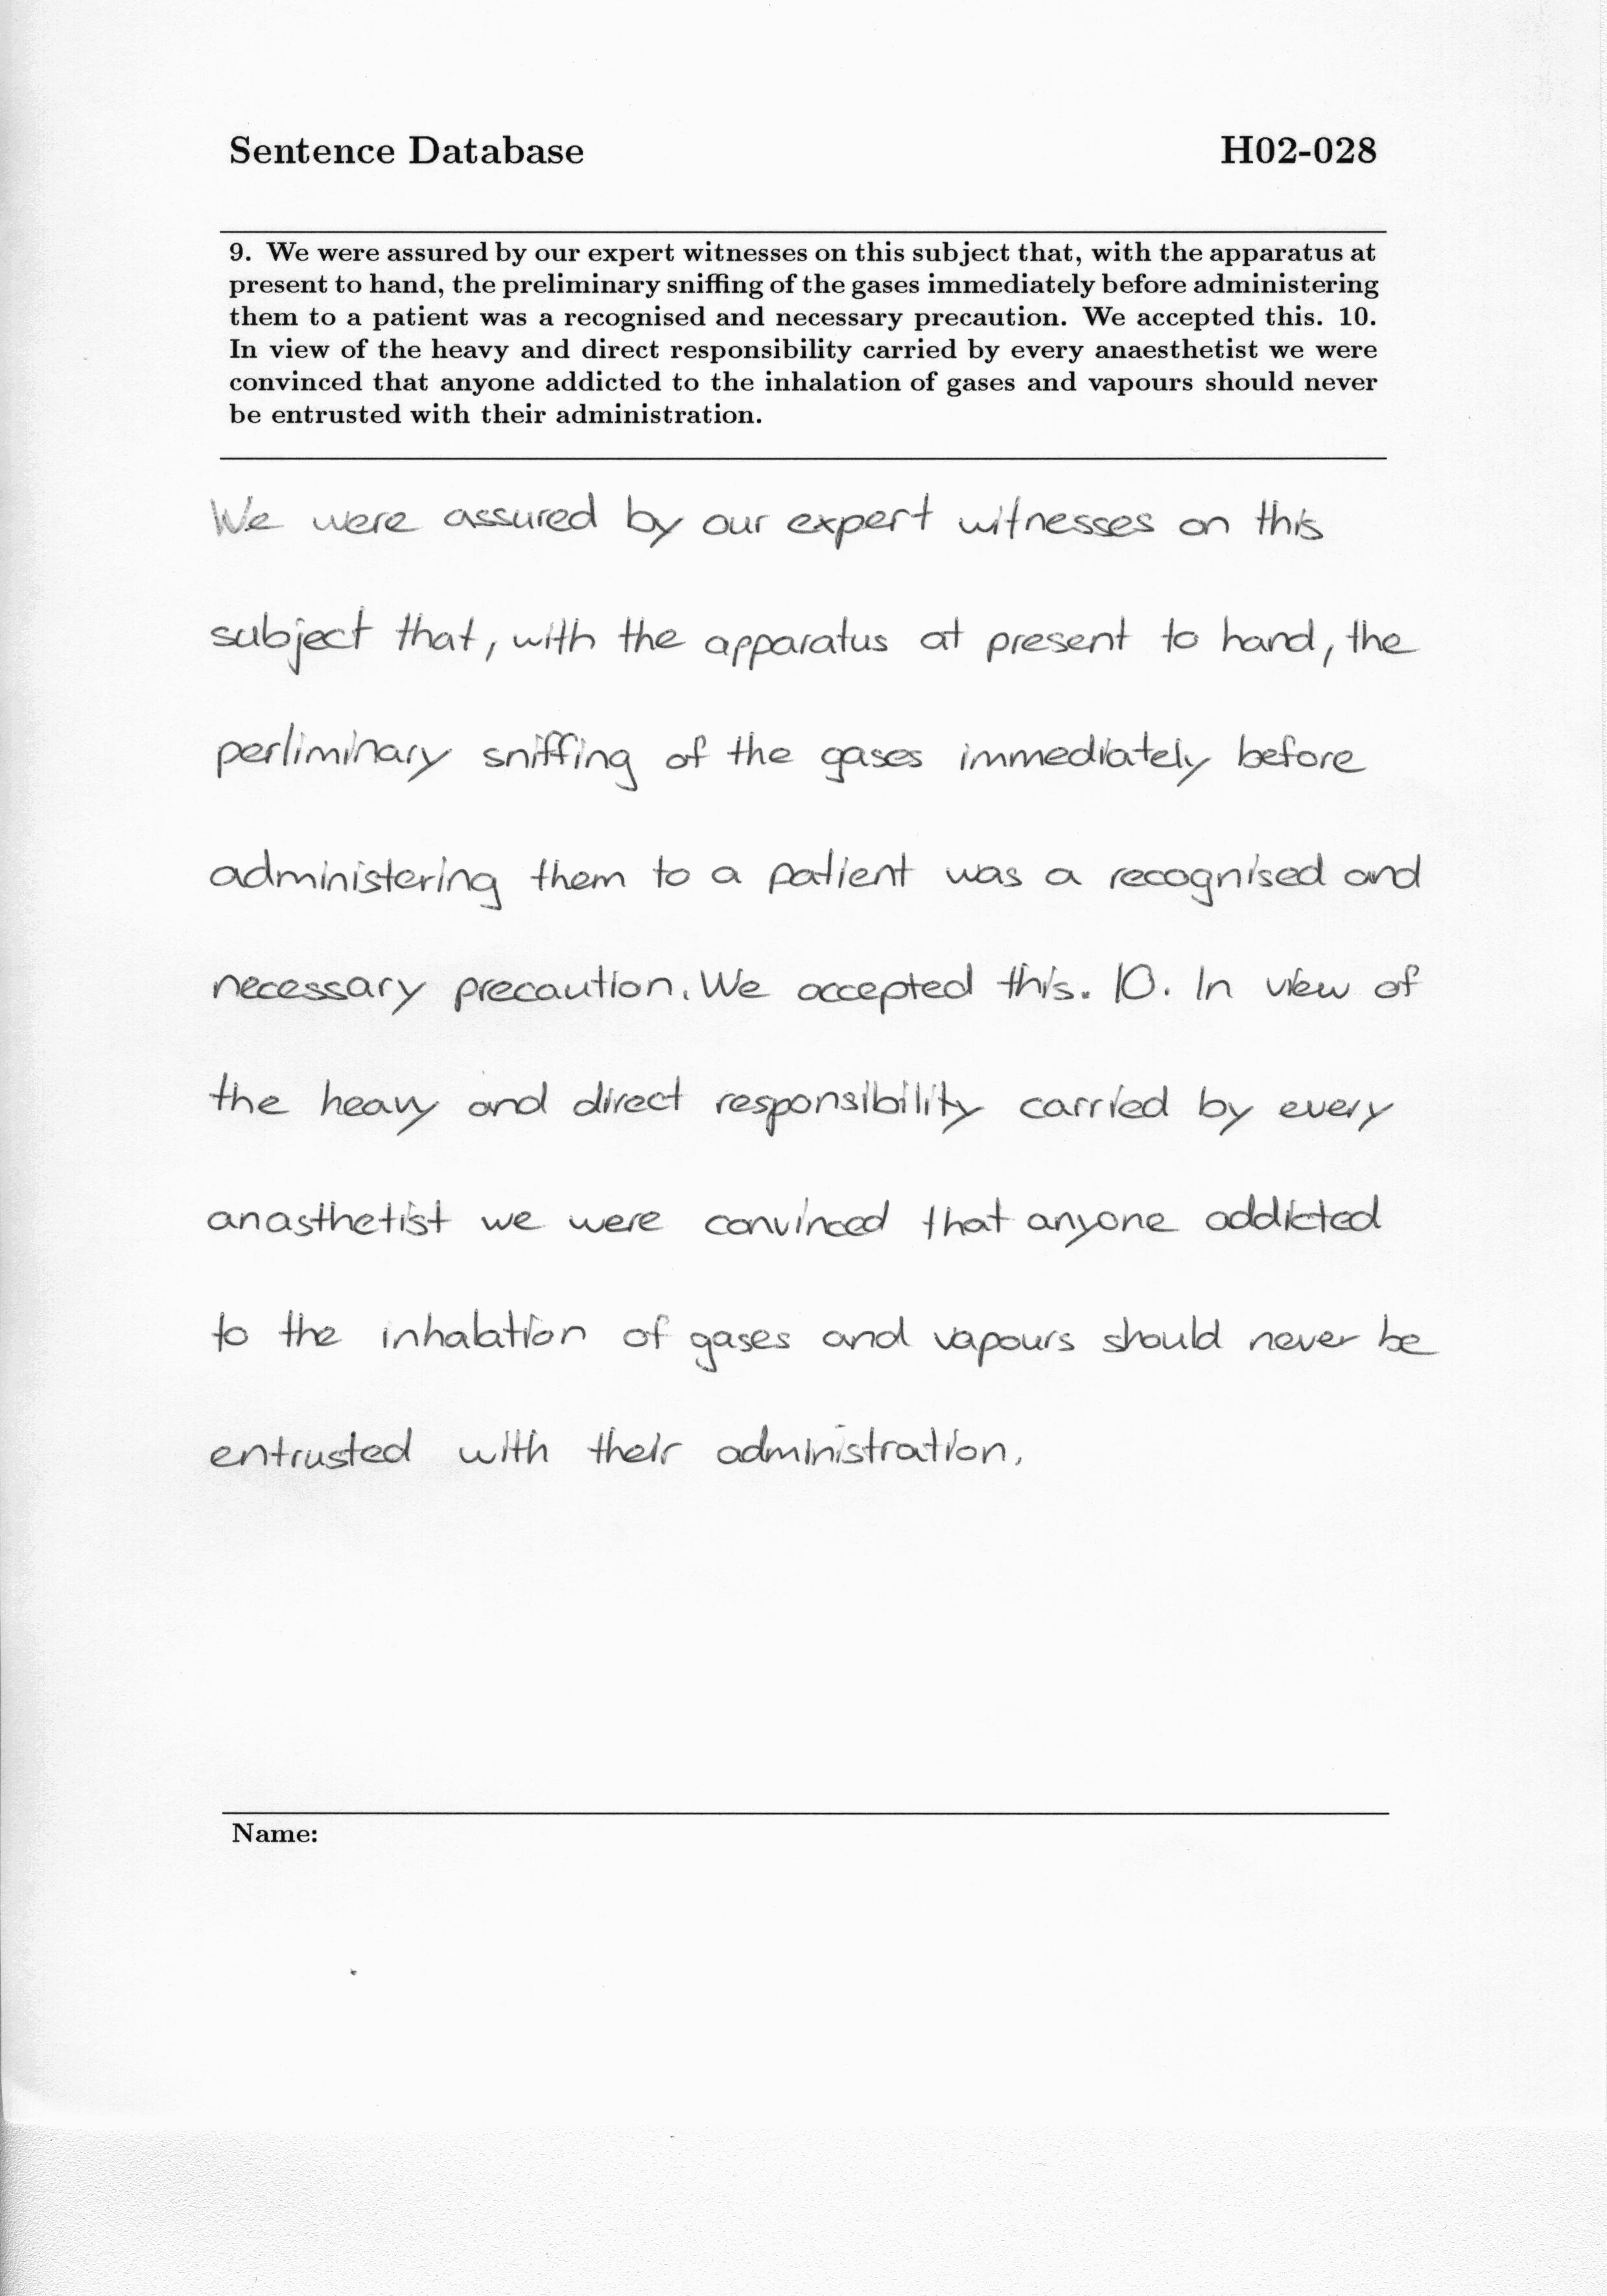 Sentence Database H02-028
9. We were assured by our expert witnesses on this subject that, with the apparatus at
present to hand, the preliminary sniffing of the gases immediately before administering
them to a patient was a recognised and necessary precaution. We accepted this. 10.
In view of the heavy and direct responsibility carried by every anaesthetist we were
convinced that anyone addicted to the inhalation of gases and vapours should never
be entrusted with their administration.
We were assured by our expert witnesses on this
subject that, with the apparatus at present to hand, the
perliminary sniffing of the gases immediately before
administering them to a patient was a recognised and
necessary precaution. We accepted this. 10. In view of
the heavy and direct responsibility carried by every
anasthetist we were convinced that anyone addicted
to the inhalation of gases and vapours should never be
entrusted with their administration.
Name: